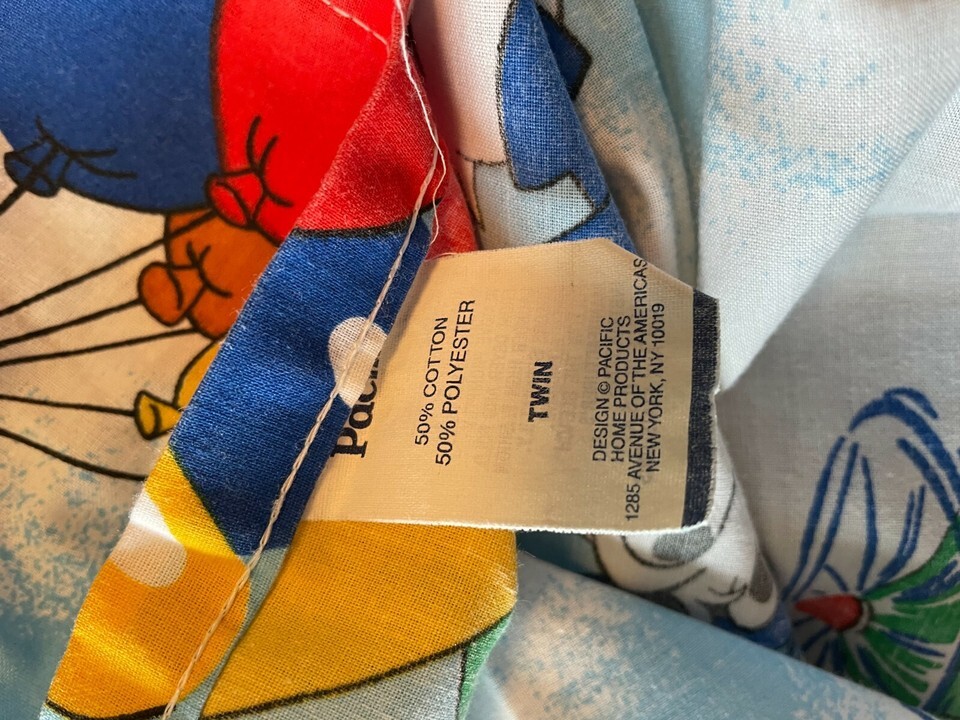 50% COTTON
50% POLYESTER
TWIN
DESIGN © PACIFIC
HOME PRODUCTS
1285 AVENUE OF THE AMERICAS
NEW YORK, NY 10019